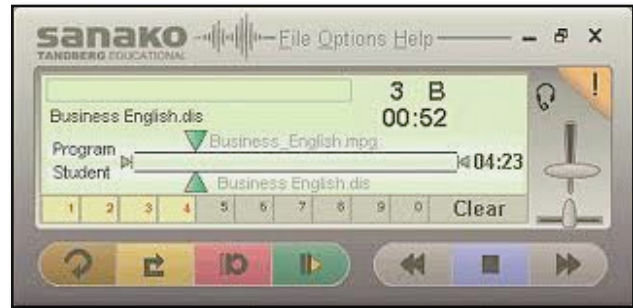 sanako File Options Help
TANDBERG EDUCATIONAL
3 B
Business English.dis 00:52
Program Business_English.mpg
Student 04:23
Business English.dis
1 2 3 4 5 6 7 8 9 0 Clear